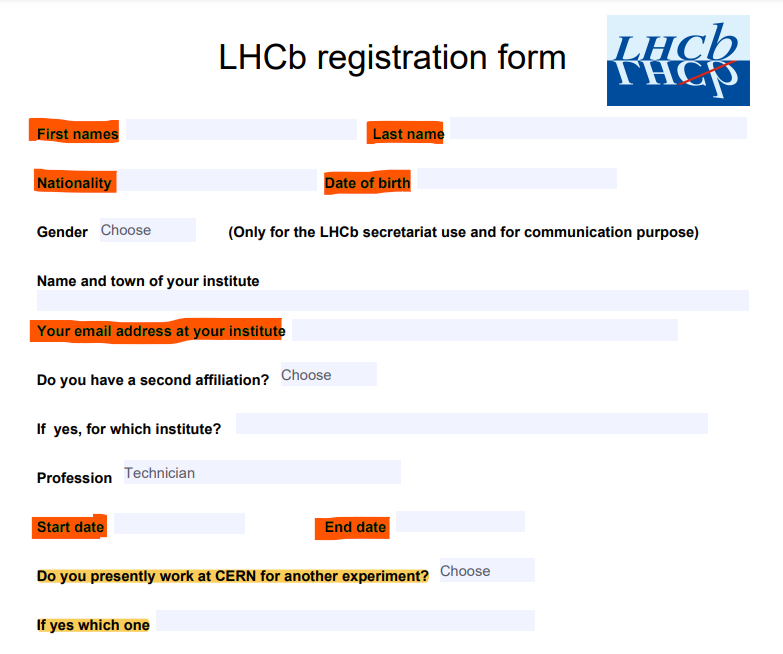 LHCb registration form
LHCb
LHCb
First names Last name
Nationality Date of birth
Gender Choose (Only for the LHCb secretariat use and for communication purpose)
Name and town of your institute
Your email address at your institute
Do you have a second affiliation? Choose
If yes, for which institute?
Profession Technician
Start date End date
Do you presently work at CERN for another experiment? Choose
If yes which one